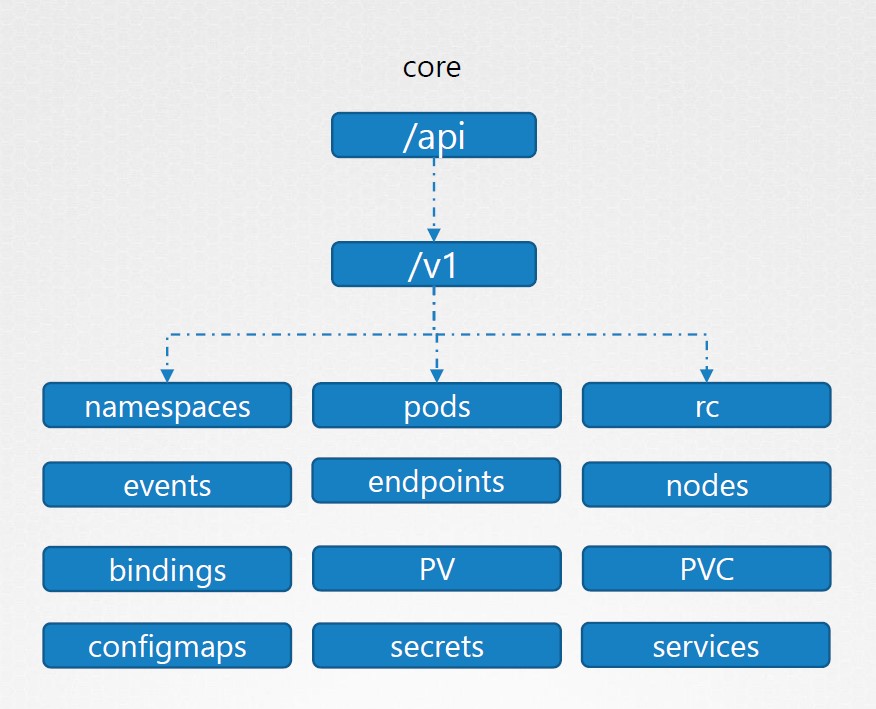 core
/api
/v1
namespaces
pods
rc
events
endpoints
nodes
bindings
PV
PVC
configmaps
secrets
services